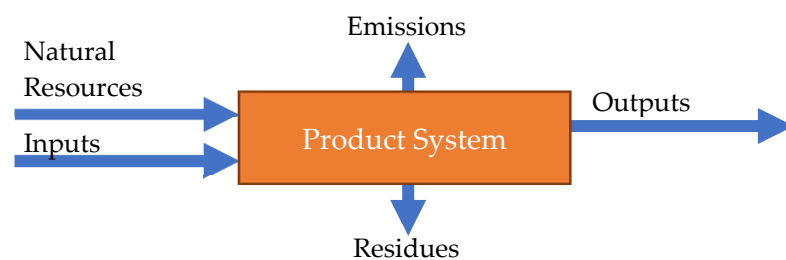 Emissions
Natural
Resources
Inputs
Product System
Outputs
Residues